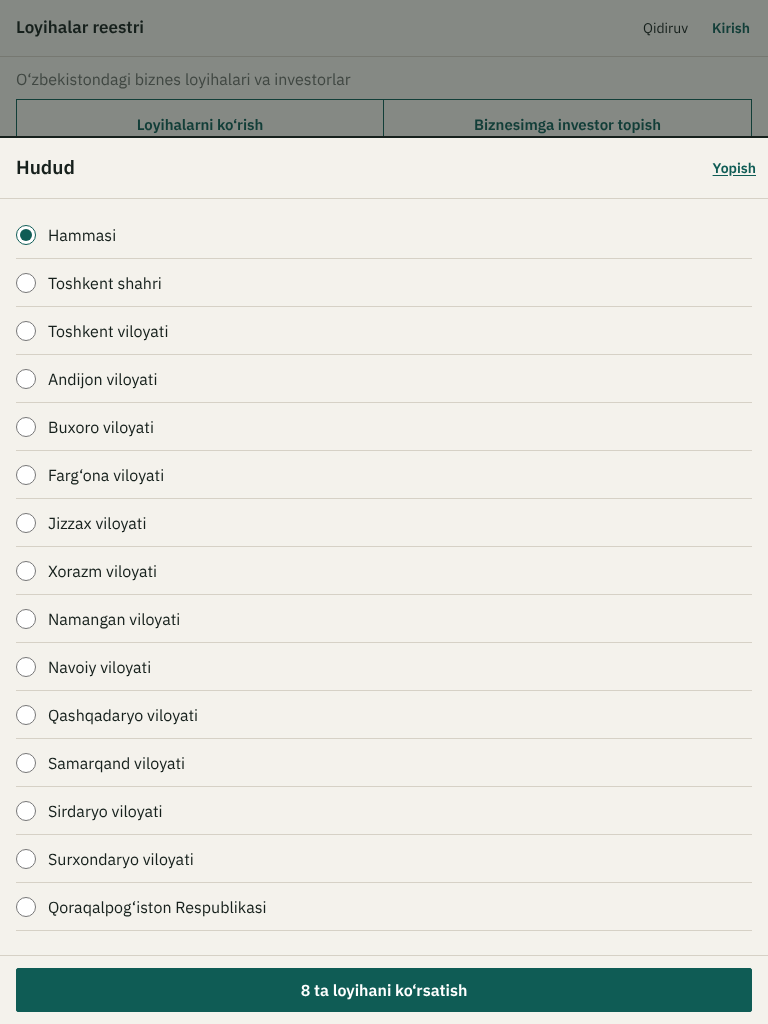 Loyihalar reestri
Qidiruv
Kirish
Oʻzbekistondagi biznes loyihalari va investorlar
Loyihalarni koʻrish
Biznesimga investor topish
Hudud
Yopish
Hammasi
Toshkent shahri
Toshkent viloyati
Andijon viloyati
Buxoro viloyati
Fargʻona viloyati
Jizzax viloyati
Xorazm viloyati
Namangan viloyati
Navoiy viloyati
Qashqadaryo viloyati
Samarqand viloyati
Sirdaryo viloyati
Surxondaryo viloyati
Qoraqalpogʻiston Respublikasi
8 ta loyihani koʻrsatish